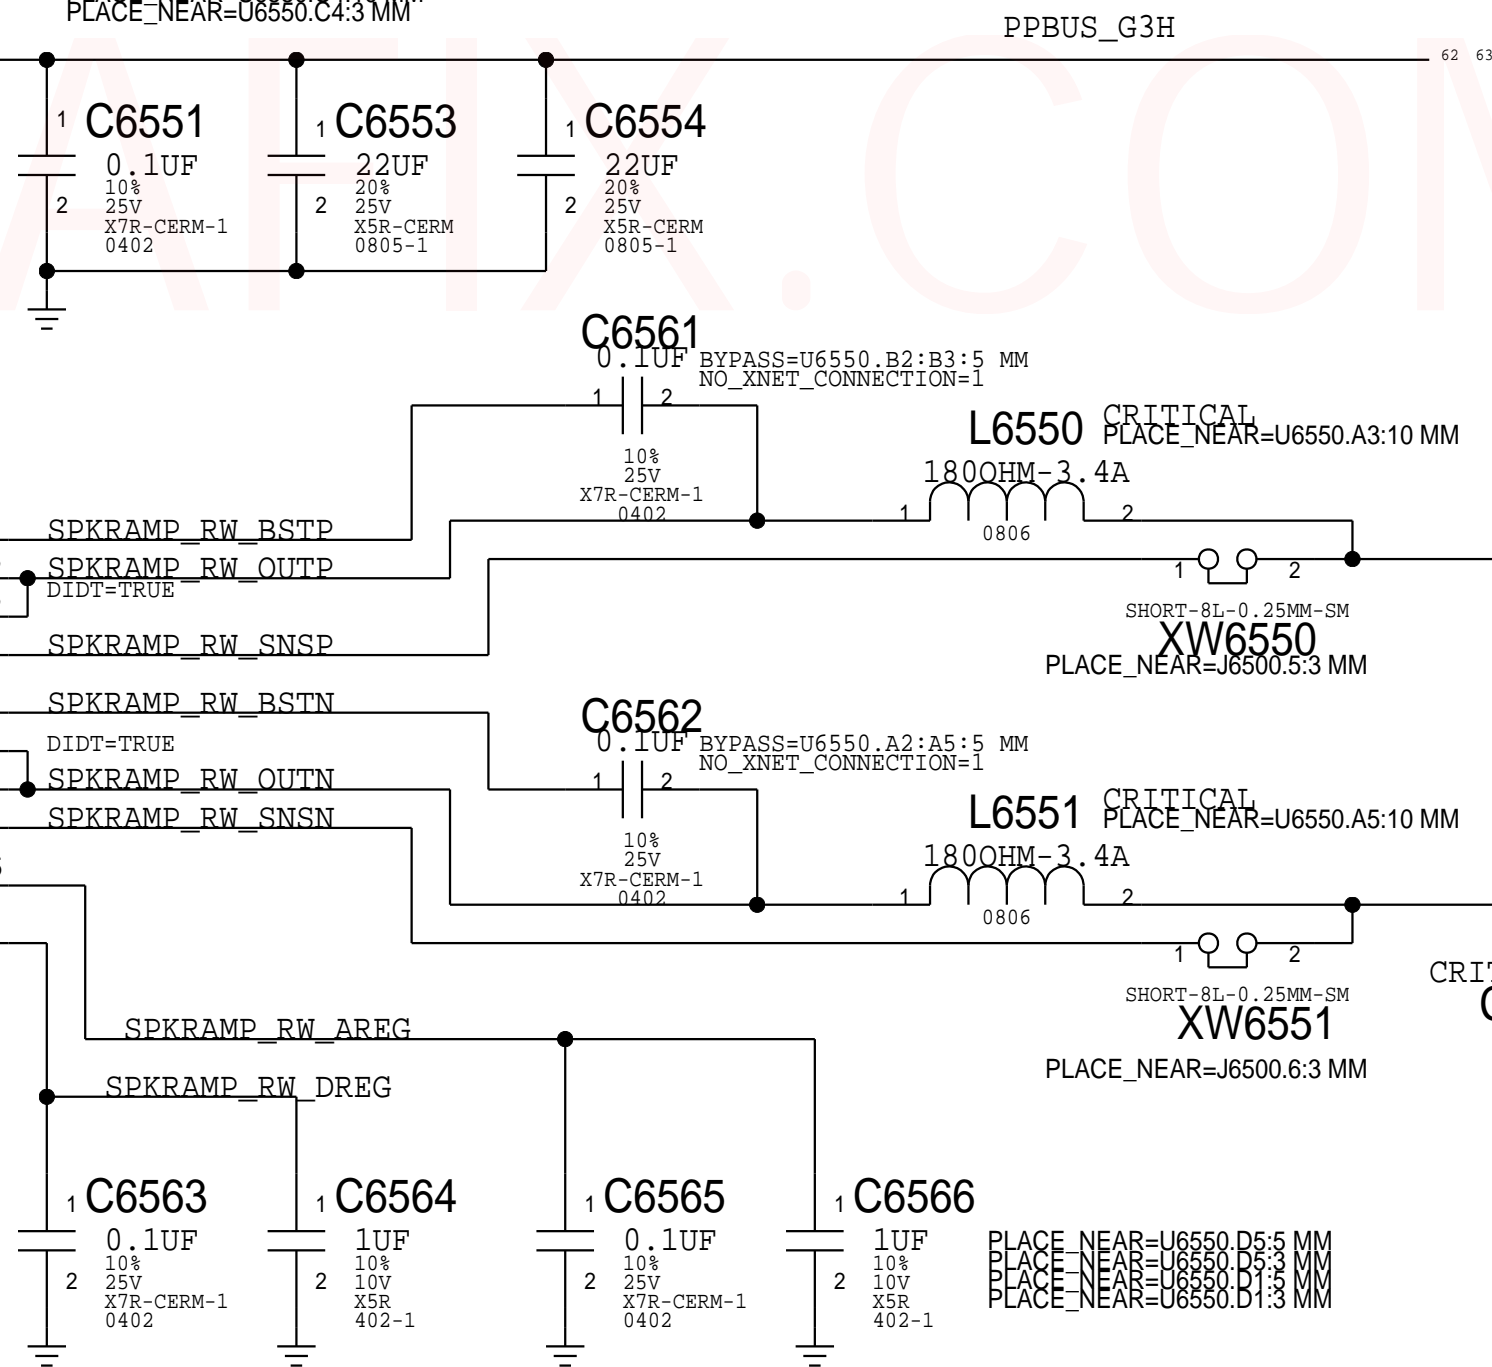 PLACE_NEAR=U6550.C4:3 MM
PPBUS_G3H
62 63
1 C6551
0.1UF
10%
2 25V
X7R-CERM-1
0402
1 C6553
22UF
20%
2 25V
X5R-CERM
0805-1
1 C6554
22UF
20%
2 25V
X5R-CERM
0805-1
AFIX.COM
C6561
0.1UF
BYPASS=U6550.B2:B3:5 MM
NO_XNET_CONNECTION=1
1 2
10%
25V
X7R-CERM-1
0402
L6550
CRITICAL
PLACE_NEAR=U6550.A3:10 MM
180OHM-3.4A
1 2
0806
SPKRAMP_RW_BSTP
SPKRAMP_RW_OUTP
DIDT=TRUE
1 2
SHORT-8L-0.25MM-SM
XW6550
PLACE_NEAR=J6500.5:3 MM
SPKRAMP_RW_SNSP
SPKRAMP_RW_BSTN
DIDT=TRUE
SPKRAMP_RW_OUTN
SPKRAMP_RW_SNSN
C6562
0.1UF
BYPASS=U6550.A2:A5:5 MM
NO_XNET_CONNECTION=1
1 2
10%
25V
X7R-CERM-1
0402
L6551
CRITICAL
PLACE_NEAR=U6550.A5:10 MM
180OHM-3.4A
1 2
0806
1 2
SHORT-8L-0.25MM-SM
XW6551
PLACE_NEAR=J6500.6:3 MM
CRIT
SPKRAMP_RW_AREG
SPKRAMP_RW_DREG
1 C6563
0.1UF
10%
2 25V
X7R-CERM-1
0402
1 C6564
1UF
10%
2 10V
X5R
402-1
1 C6565
0.1UF
10%
2 25V
X7R-CERM-1
0402
1 C6566
1UF
10%
2 10V
X5R
402-1
PLACE_NEAR=U6550.D5:5 MM
PLACE_NEAR=U6550.D5:3 MM
PLACE_NEAR=U6550.D1:5 MM
PLACE_NEAR=U6550.D1:3 MM